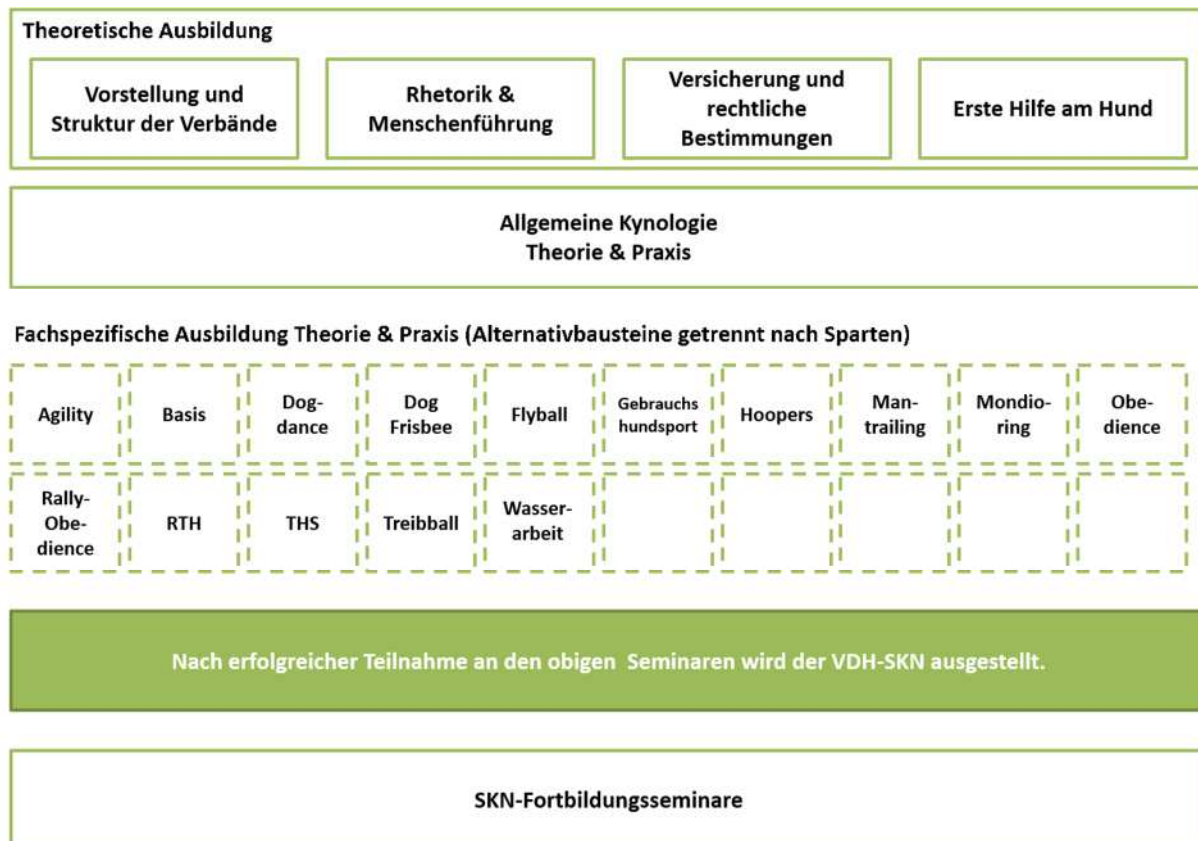 Theoretische Ausbildung
Vorstellung und
Struktur der Verbände
Rhetorik &
Menschenführung
Versicherung und
rechtliche
Bestimmungen
Erste Hilfe am Hund
Allgemeine Kynologie
Theorie & Praxis
Fachspezifische Ausbildung Theorie & Praxis (Alternativbausteine getrennt nach Sparten)
Agility
Basis
Dog-
dance
Dog
Frisbee
Flyball
Gebrauchs
hundsport
Hoopers
Man-
trailing
Mondio-
ring
Obe-
dience
Rally-
Obe-
dience
RTH
THS
Treibball
Wasser-
arbeit
Nach erfolgreicher Teilnahme an den obigen Seminaren wird der VDH-SKN ausgestellt.
SKN-Fortbildungsseminare